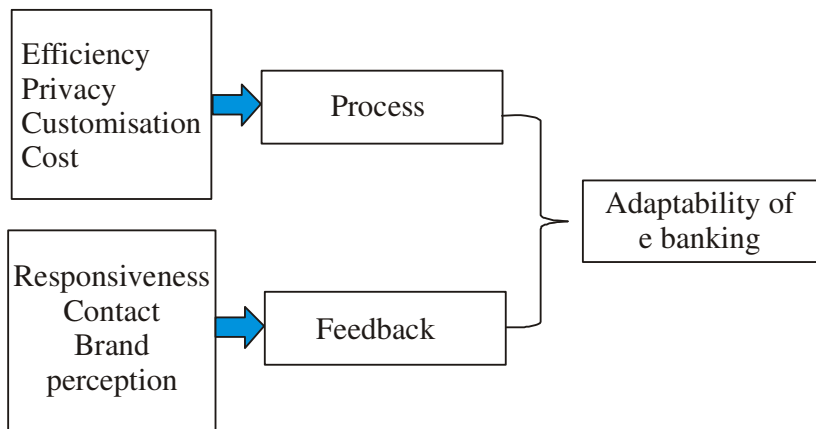 Efficiency
Privacy
Customisation
Cost
Process
Adaptability of
e banking
Responsiveness
Contact
Brand
perception
Feedback